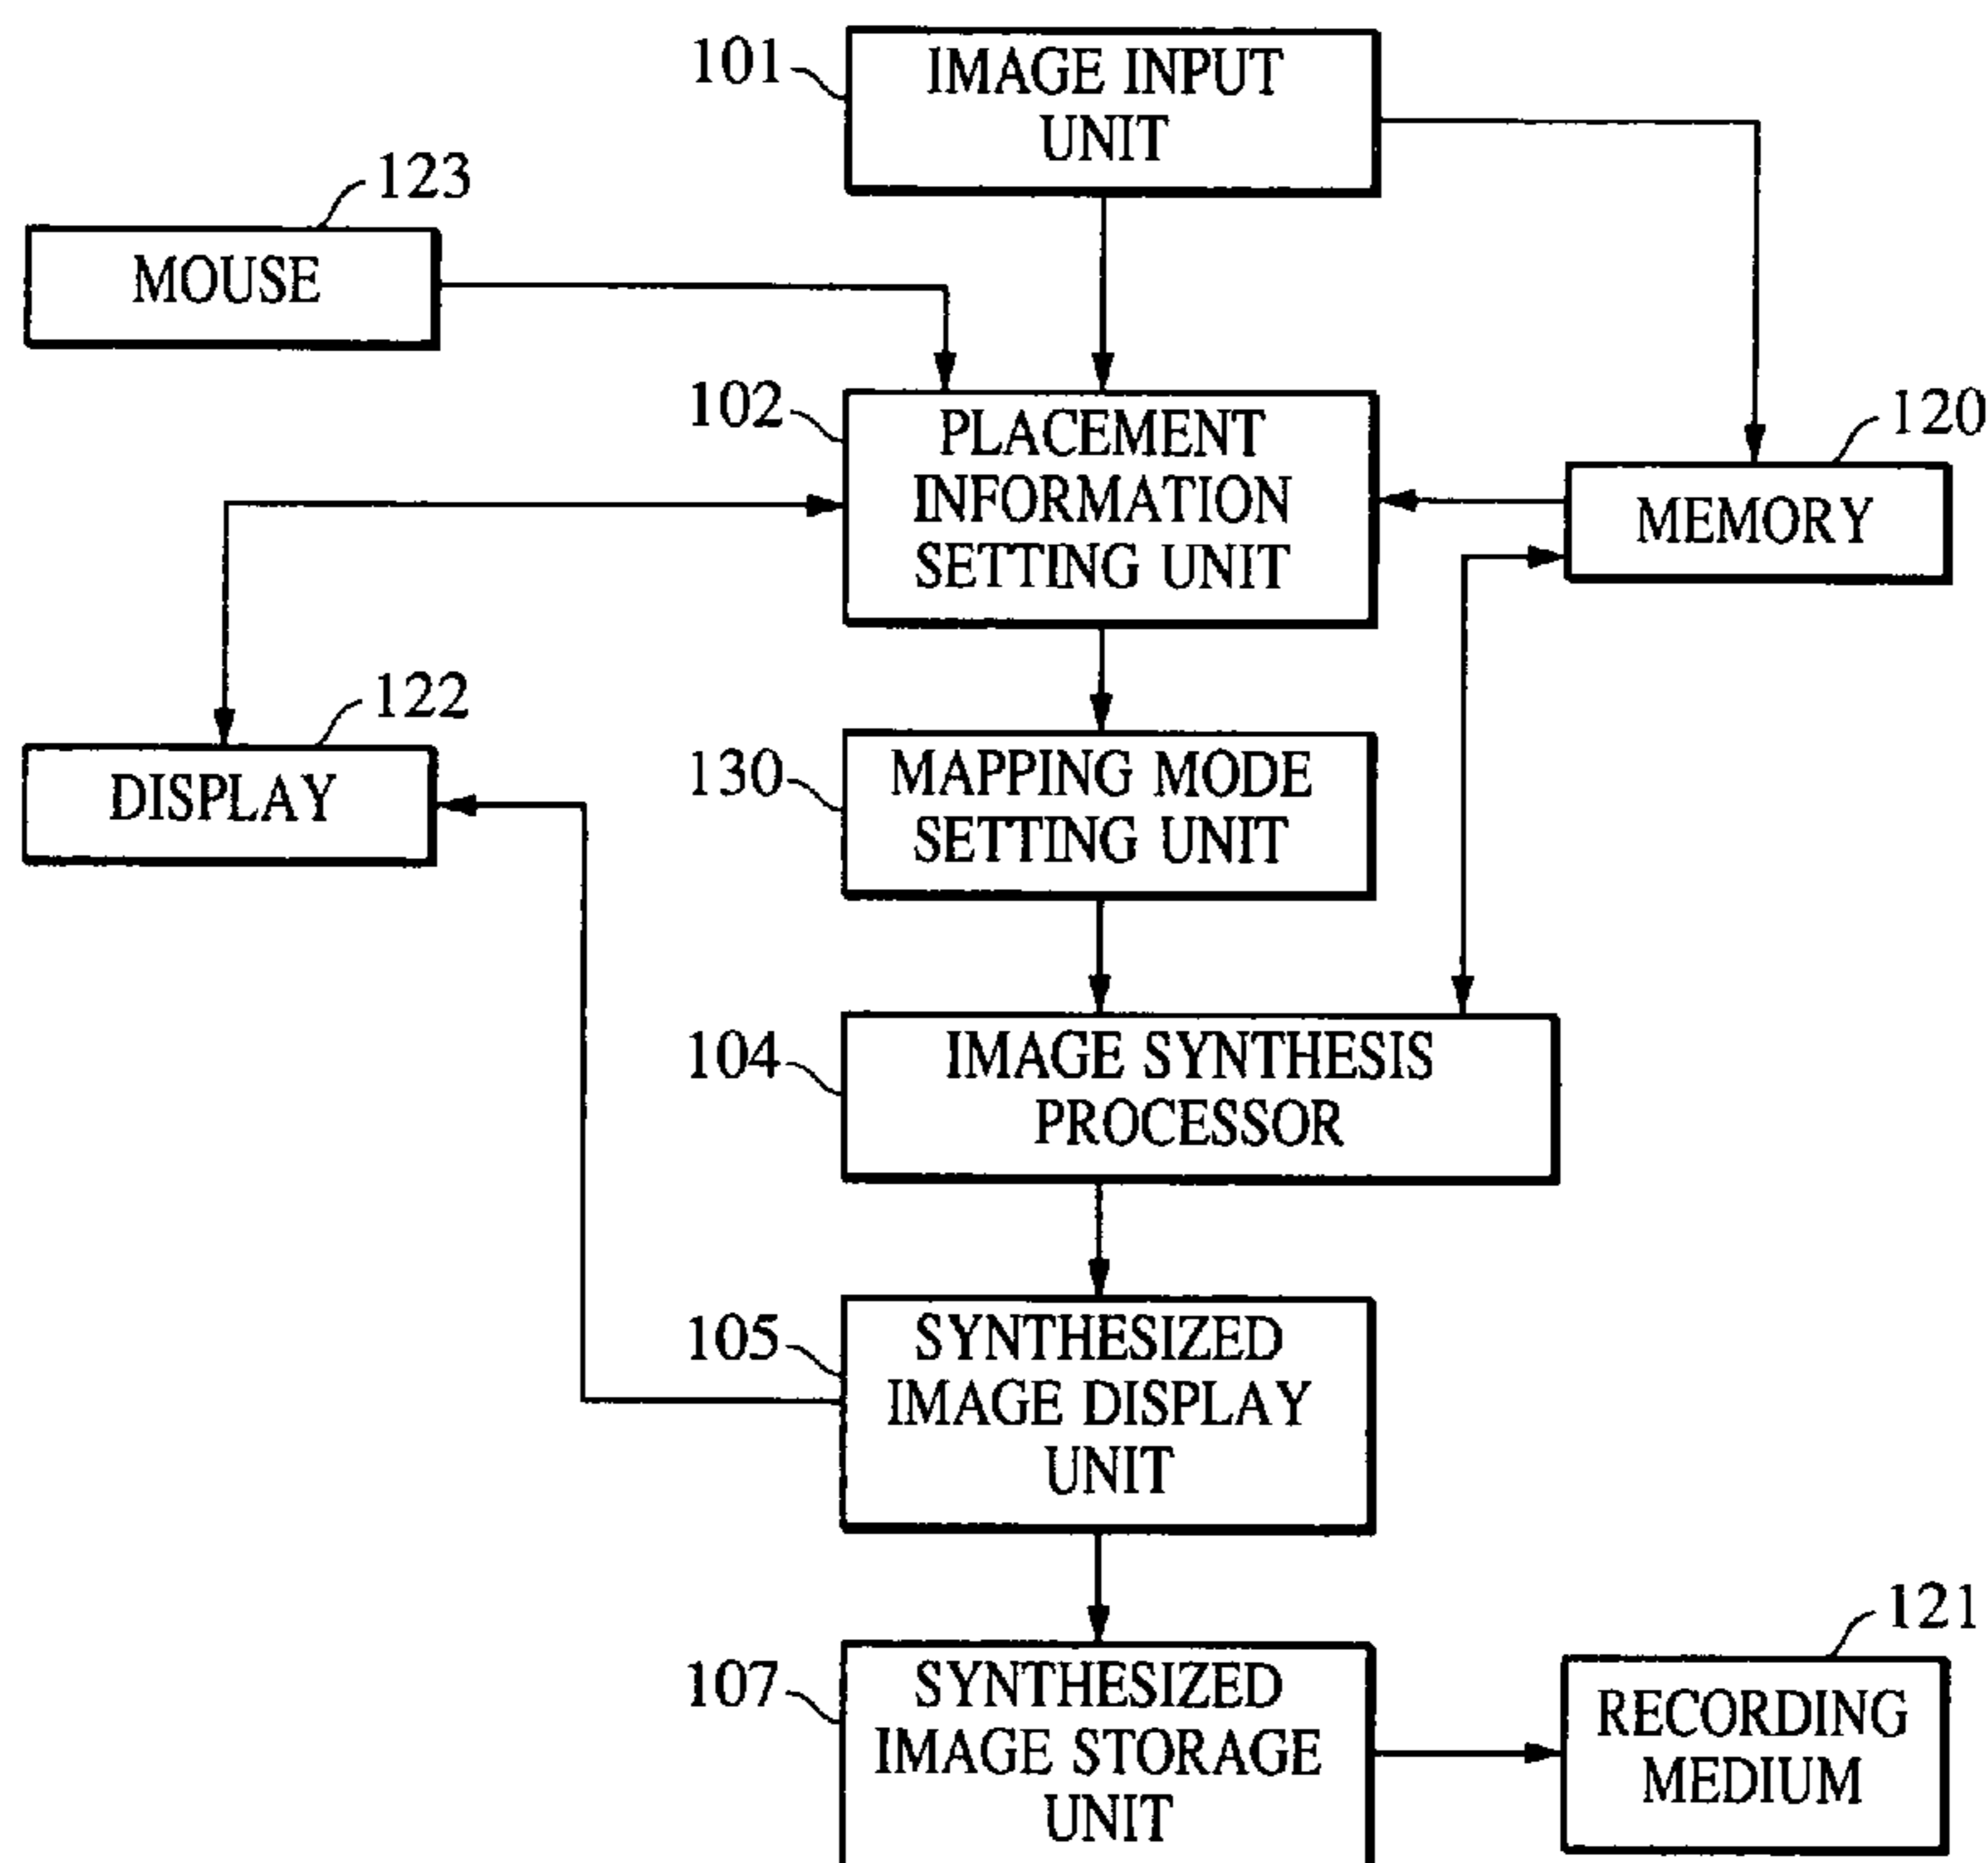 101
IMAGE INPUT
UNIT
123
MOUSE
102
PLACEMENT
INFORMATION
SETTING UNIT
120
MEMORY
122
DISPLAY
130
MAPPING MODE
SETTING UNIT
104
IMAGE SYNTHESIS
PROCESSOR
105
SYNTHESIZED
IMAGE DISPLAY
UNIT
107
SYNTHESIZED
IMAGE STORAGE
UNIT
121
RECORDING
MEDIUM